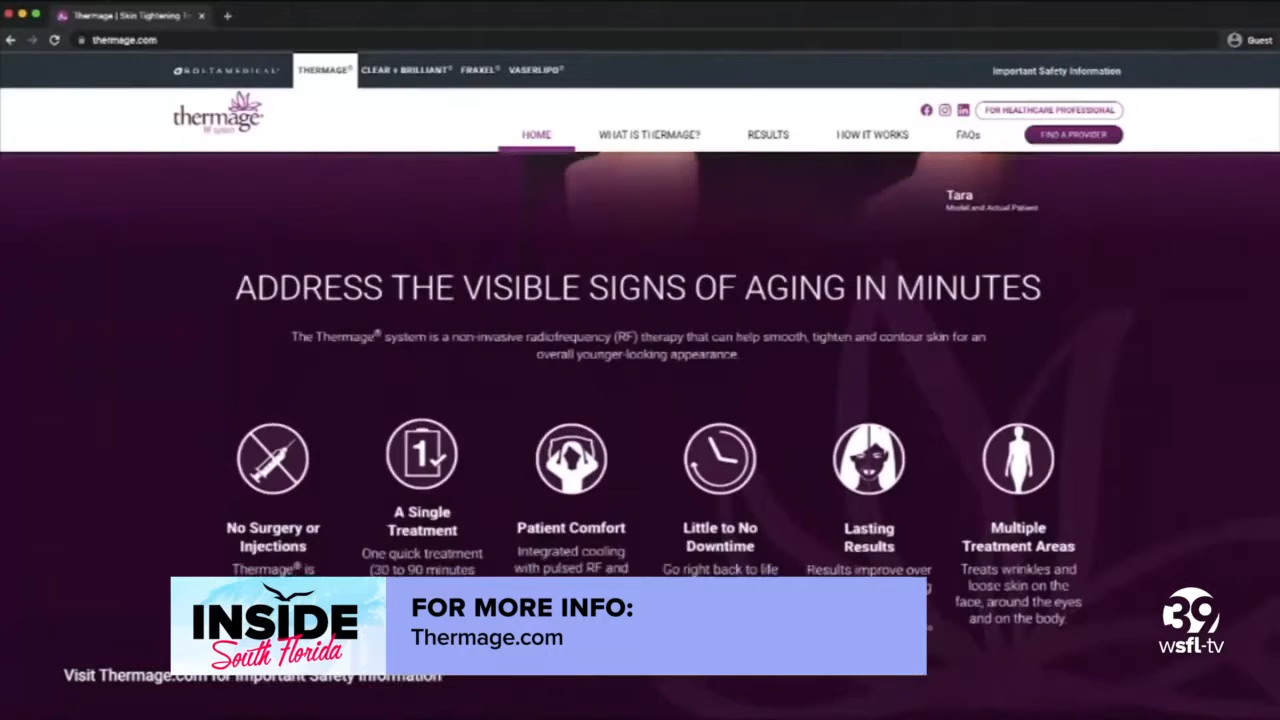 Thermage | Skin Tightening Tr
thermage.com
Guest
SOLTAMEDICAL
THERMAGE® CLEAR + BRILLIANT® FRAXEL® VASERLIPO®
Important Safety Information
thermage®
RF system
FOR HEALTHCARE PROFESSIONAL
HOME WHAT IS THERMAGE? RESULTS HOW IT WORKS FAQs FIND A PROVIDER
Tara
Model and Actual Patient
ADDRESS THE VISIBLE SIGNS OF AGING IN MINUTES
The Thermage® system is a non-invasive radiofrequency (RF) therapy that can help smooth, tighten and contour skin for an
overall younger-looking appearance.
1
No Surgery or
Injections
Thermage® is
A Single
Treatment
One quick treatment
(30 to 90 minutes
Patient Comfort
Integrated cooling
with pulsed RF and
Little to No
Downtime
Go right back to life
Lasting
Results
Results improve over
Multiple
Treatment Areas
Treats wrinkles and
loose skin on the
face, around the eyes
and on the body.
INSIDE
South Florida
FOR MORE INFO:
Thermage.com
39
wsfl-tv
Visit Thermage.com for Important Safety Information